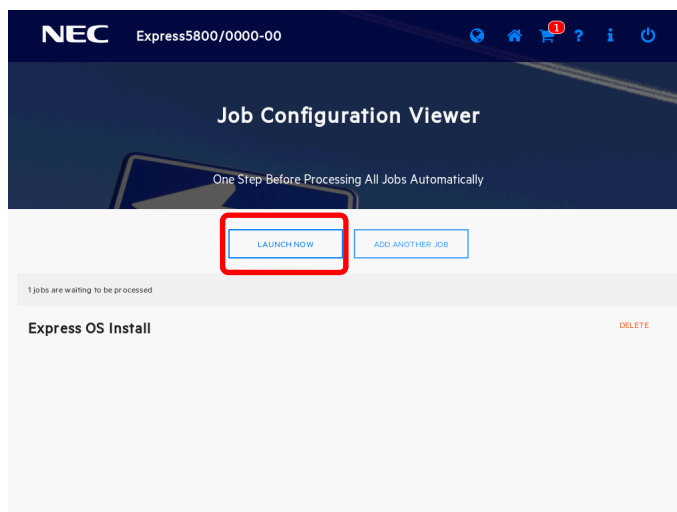 NEC Express5800/0000-00 1 ? i
Job Configuration Viewer
One Step Before Processing All Jobs Automatically
LAUNCH NOW ADD ANOTHER JOB
1 jobs are waiting to be processed
Express OS Install DELETE